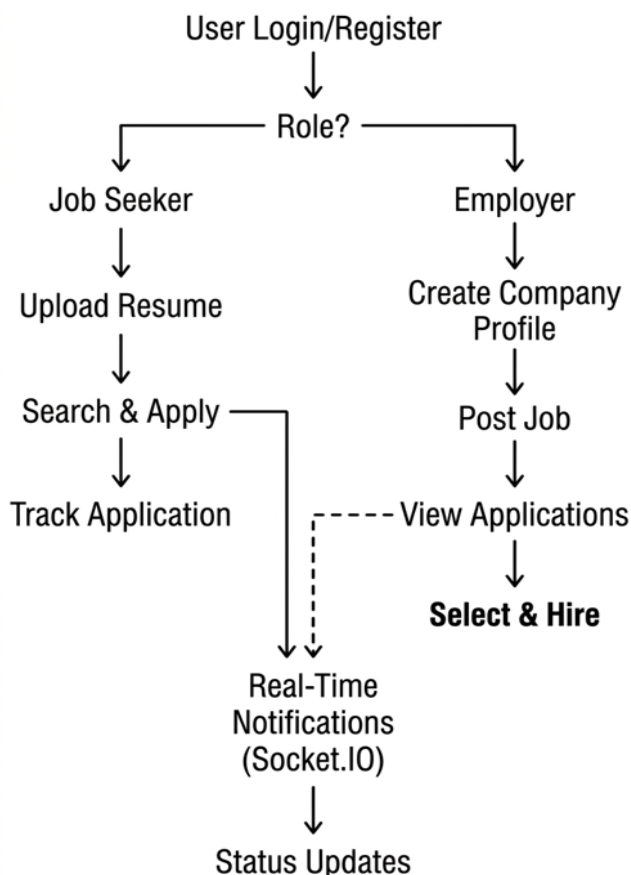 User Login/Register
Role?
Job Seeker
Employer
Upload Resume
Create Company
Profile
Search & Apply
Post Job
Track Application
View Applications
Select & Hire
Real-Time
Notifications
(Socket.IO)
Status Updates